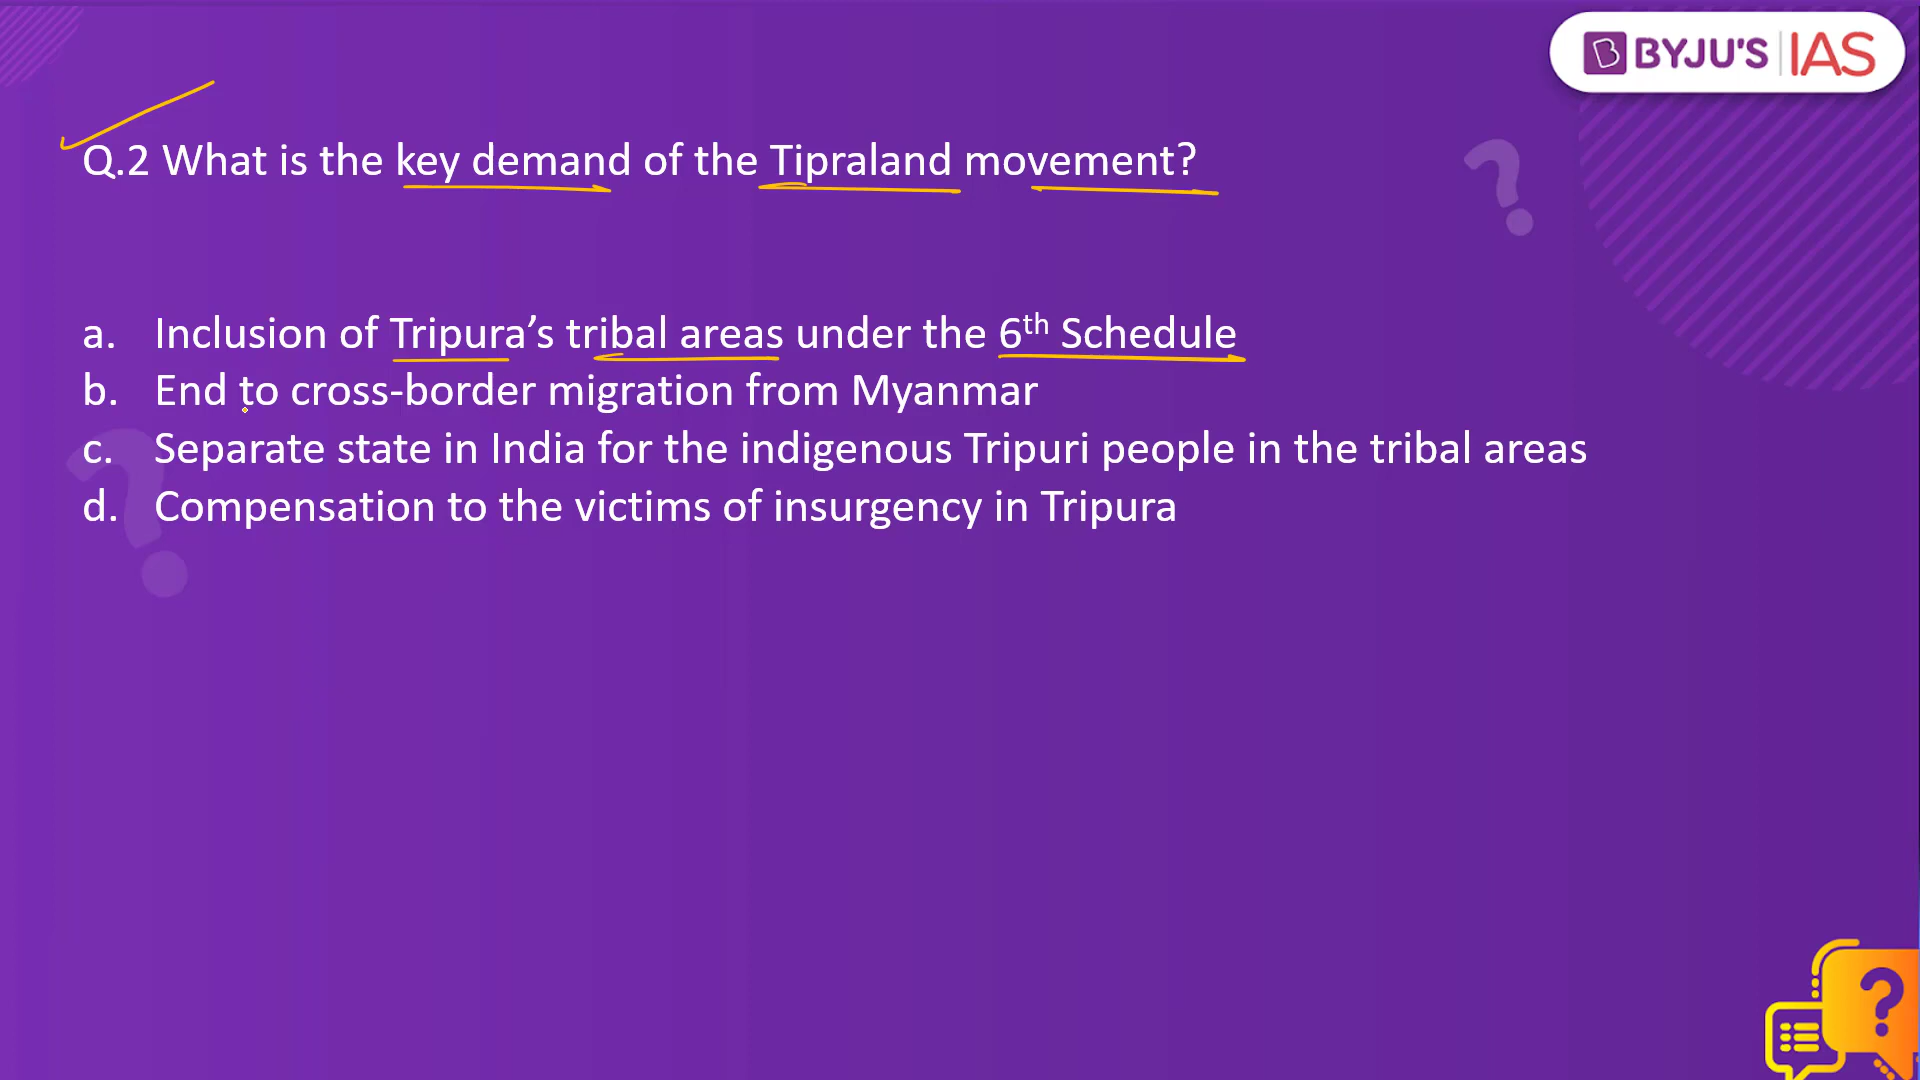 BYJU'S IAS
Q.2 What is the key demand of the Tipraland movement?
a. Inclusion of Tripura’s tribal areas under the 6th Schedule
b. End to cross-border migration from Myanmar
c. Separate state in India for the indigenous Tripuri people in the tribal areas
d. Compensation to the victims of insurgency in Tripura